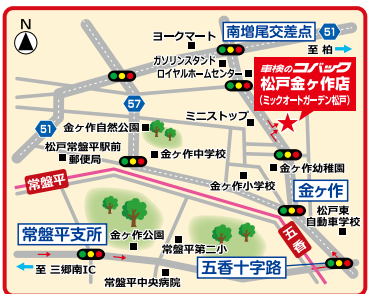 N
ヨークマート
南増尾交差点
51
至 柏
ガソリンスタンド
ロイヤルホームセンター
車検のコバック
松戸金ヶ作店
(ミックオートガーデン松戸)
57
ミニストップ
51
金ヶ作自然公園
松戸常盤平駅前
郵便局
金ヶ作中学校
金ヶ作幼稚園
常盤平
金ヶ作小学校
金ヶ作
松戸東
自動車学校
常盤平支所
金ヶ作公園
常盤平第二小
五香
至 三郷南IC
五香十字路
常盤平中央病院